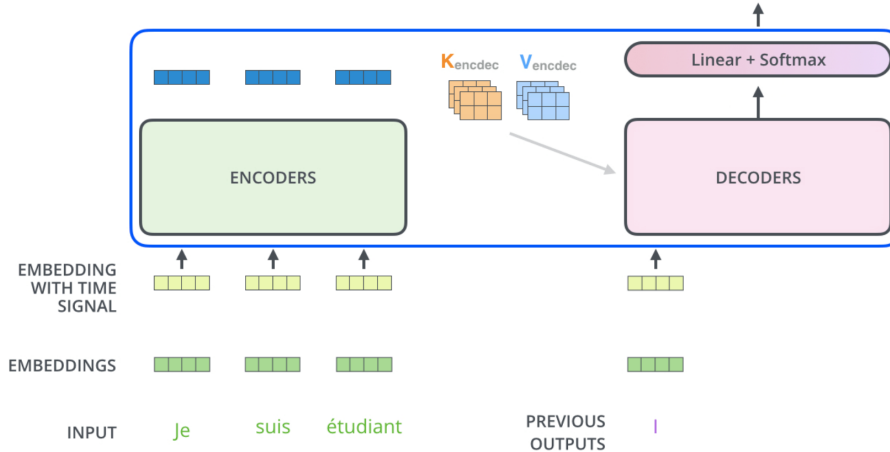 Kencdec
Vencdec
Linear + Softmax
ENCODERS
DECODERS
EMBEDDING
WITH TIME
SIGNAL
EMBEDDINGS
INPUT
Je
suis
étudiant
PREVIOUS
OUTPUTS
I